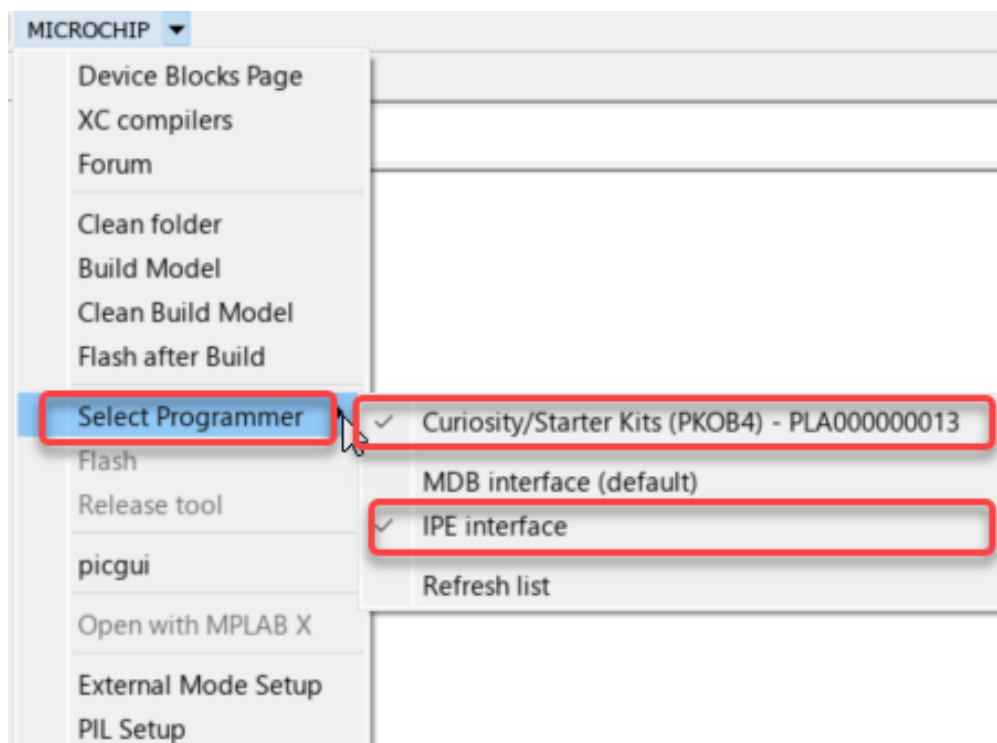 MICROCHIP
Device Blocks Page
XC compilers
Forum
Clean folder
Build Model
Clean Build Model
Flash after Build
Select Programmer
Curiosity/Starter Kits (PKOB4) - PLA000000013
MDB interface (default)
IPE interface
Refresh list
Flash
Release tool
picgui
Open with MPLAB X
External Mode Setup
PIL Setup